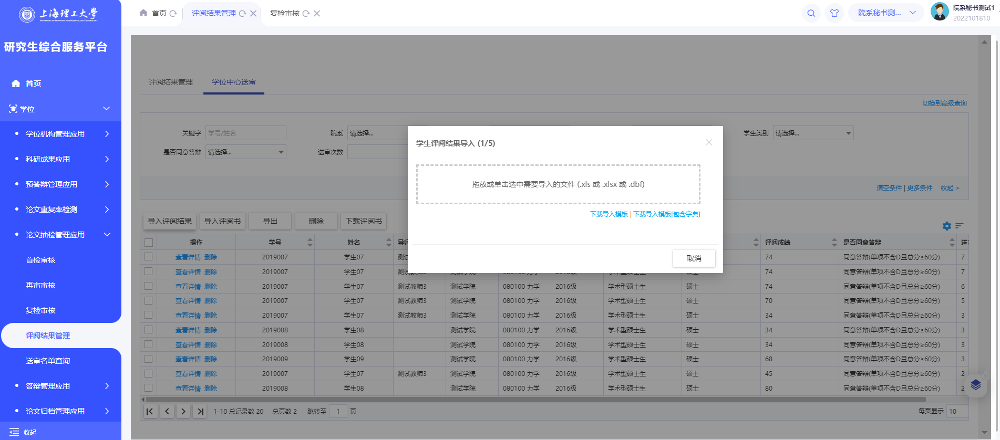 上海理工大學
UNIVERSITY OF SHANGHAI FOR SCIENCE AND TECHNOLOGY
研究生综合服务平台
首页
学位
学位机构管理应用
科研成果应用
预答辩管理应用
论文重复率检测
论文抽检管理应用
首检审核
再审审核
复检审核
评阅结果管理
送审名单查询
答辩管理应用
论文归档管理应用
收起
首页 评阅结果管理 复检审核
院系秘书测... 院系秘书测试1
2022101810
评阅结果管理 学位中心送审
切换到高级查询
关键字 学号/姓名 院系 请选择... 学生类别 请选择...
是否同意答辩 请选择... 送审次数
清空条件 | 更多条件 收起 >
学生评阅结果导入 (1/5)
拖放或单击选中需要导入的文件 (.xls 或 .xlsx 或 .dbf)
下载导入模板 | 下载导入模板[包含字典]
取消
导入评阅结果 导入评阅书 导出 删除 下载评阅书
操作 学号 姓名 导师 评阅成绩 是否同意答辩 送
查看详情 删除 2019007 学生07 测试 74 同意答辩(单项不含D且总分≥60分) 7
查看详情 删除 2019007 学生07 测试教师3 测试学院 080100 力学 2016级 学术型硕士生 硕士 74 同意答辩(单项不含D且总分≥60分) 7
查看详情 删除 2019007 学生07 测试教师3 测试学院 080100 力学 2016级 学术型硕士生 硕士 74 同意答辩(单项不含D且总分≥60分) 6
查看详情 删除 2019007 学生07 测试教师3 测试学院 080100 力学 2016级 学术型硕士生 硕士 70 同意答辩(单项不含D且总分≥60分) 5
查看详情 删除 2019007 学生07 测试教师3 测试学院 080100 力学 2016级 学术型硕士生 硕士 34 同意答辩(单项不含D且总分≥60分) 3
查看详情 删除 2019008 学生08 测试学院 080100 力学 2016级 学术型硕士生 硕士 34 同意答辩(单项不含D且总分≥60分) 3
查看详情 删除 2019008 学生08 测试学院 080100 力学 2016级 学术型硕士生 硕士 34 同意答辩(单项不含D且总分≥60分) 3
查看详情 删除 2019009 学生09 测试学院 080100 力学 2016级 学术型硕士生 硕士 68 同意答辩(单项不含D且总分≥60分) 3
查看详情 删除 2019007 学生07 测试教师3 测试学院 080100 力学 2016级 学术型硕士生 硕士 45 同意答辩(单项不含D且总分≥60分) 2
查看详情 删除 2019008 学生08 测试学院 080100 力学 2016级 学术型硕士生 硕士 80 同意答辩(单项不含D且总分≥60分) 2
1-10 总记录数 20 总页数 2 跳转至 1 页 每页显示 10